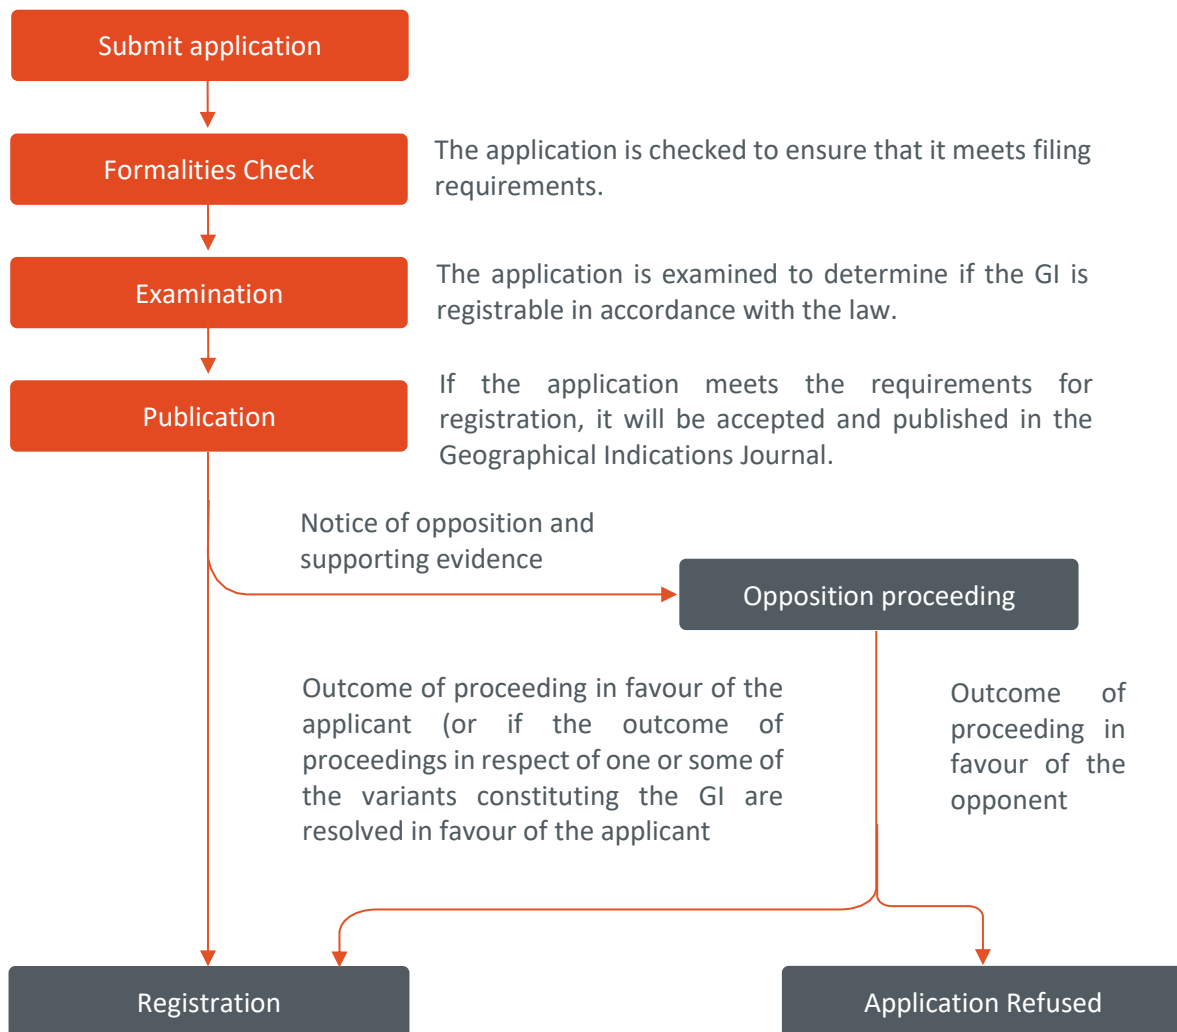 Submit application
Formalities Check
The application is checked to ensure that it meets filing
requirements.
Examination
The application is examined to determine if the GI is
registrable in accordance with the law.
Publication
If the application meets the requirements for
registration, it will be accepted and published in the
Geographical Indications Journal.
Notice of opposition and
supporting evidence
Opposition proceeding
Outcome of proceeding in favour of the
applicant (or if the outcome of
proceedings in respect of one or some of
the variants constituting the GI are
resolved in favour of the applicant
Outcome of
proceeding in
favour of the
opponent
Registration
Application Refused